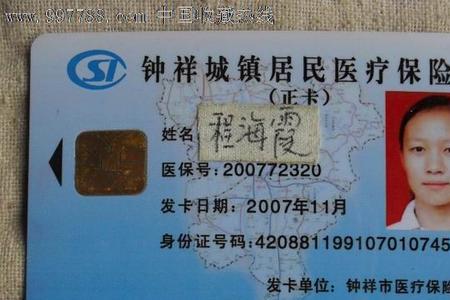 www.997788.com 中国收藏热线
SI 钟祥城镇居民医疗保险
(正卡)
姓名 程海霞
医保号: 200772320
发卡日期: 2007年11月
身份证号码: 420881199107010745
发卡单位: 钟祥市医疗保险